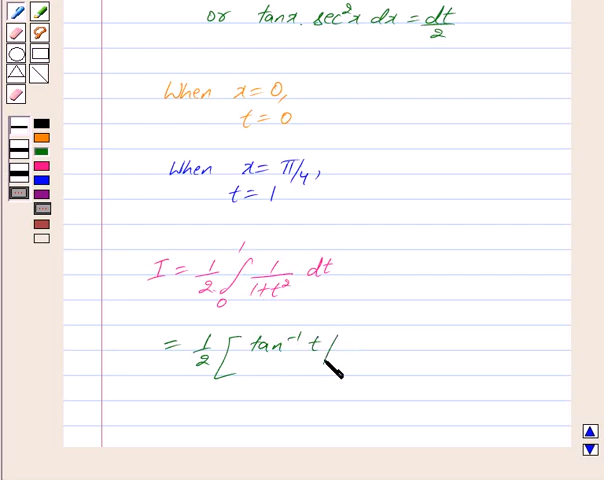 or tanx. sec²x dx = dt/2
When x = 0,
t = 0
When x = π/4,
t = 1
I = 1/2 ∫₀¹ 1/(1+t²) dt
= 1/2 [ tan⁻¹ t